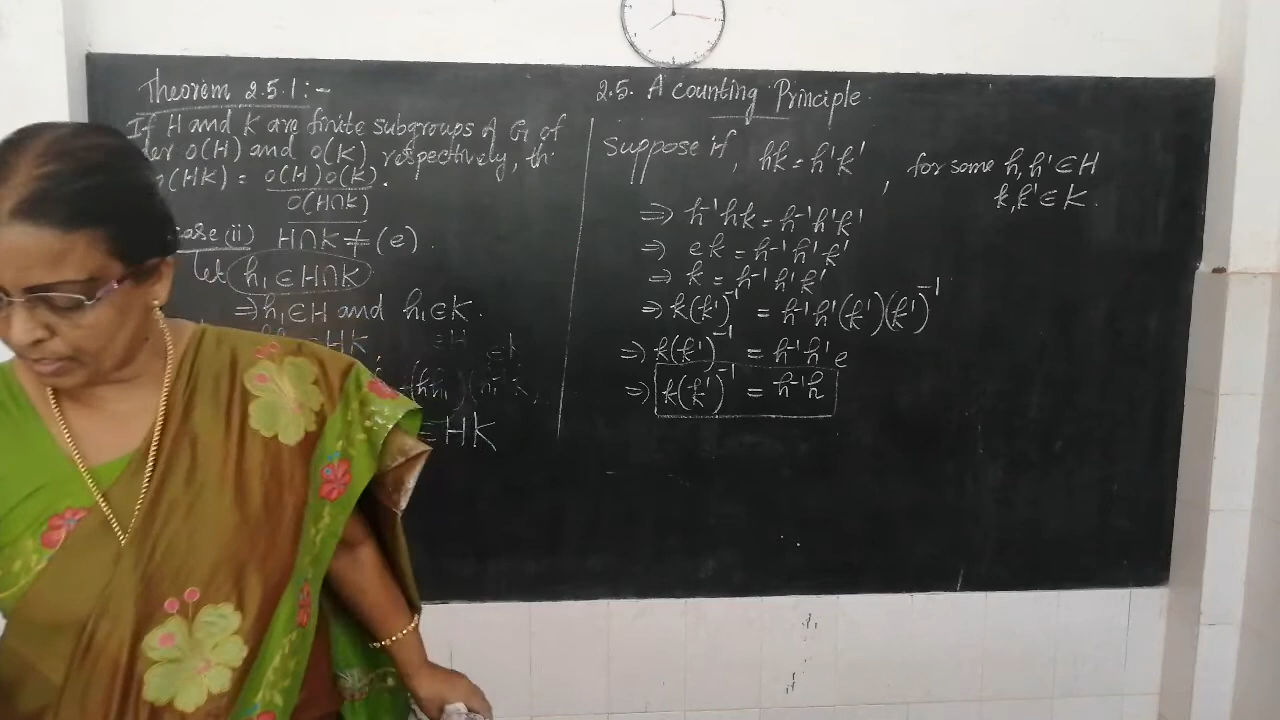 Theorem 2.5.1:-
If H and K are finite subgroups of G of
der o(H) and o(K) respectively, th
o(HK) = o(H) o(K)
o(H∩K)
case (ii) H∩K ≠ (e).
let h₁ ∈ H∩K
⇒ h₁ ∈ H and h₁ ∈ K.
HK
∈ HK
2.5. A counting Principle.
Suppose if, hk = h'k' , for some h, h' ∈ H
k, k' ∈ K.
⇒ h⁻¹hk = h⁻¹h'k'
⇒ ek = h⁻¹h'k'
⇒ k = h⁻¹h'k'
⇒ k(k')⁻¹ = h⁻¹h'(k')(k')⁻¹
⇒ k(k')⁻¹ = h⁻¹h'e
⇒ k(k')⁻¹ = h⁻¹h